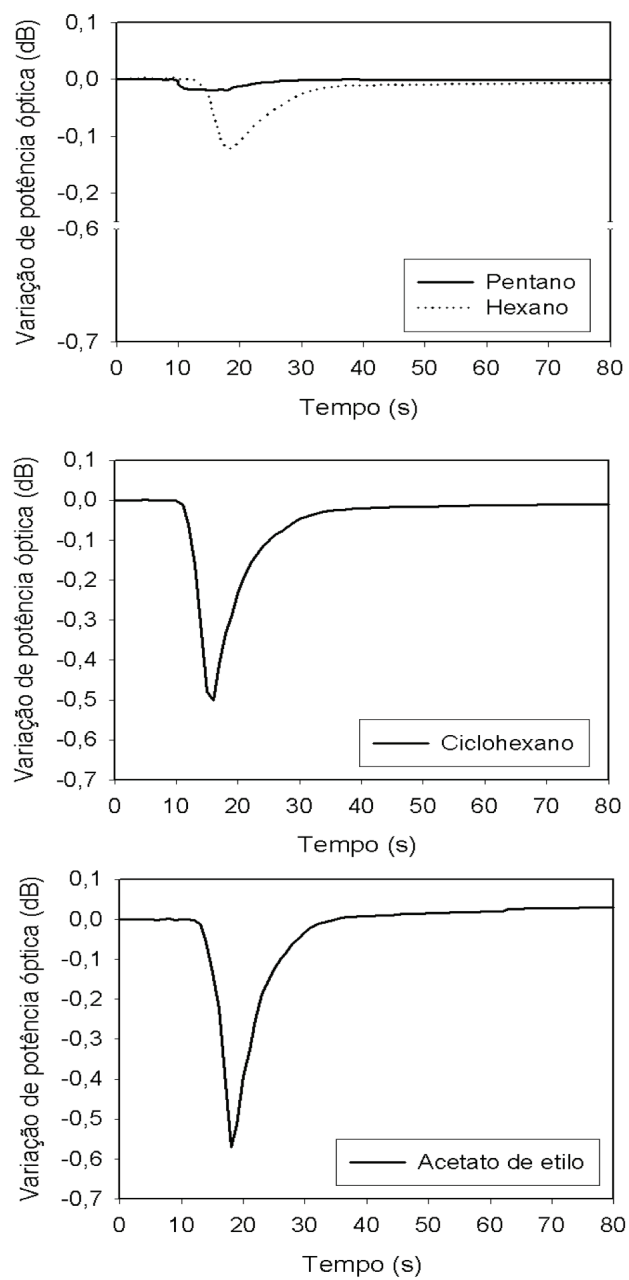 Variação de potência óptica (dB)
0,1
0,0
-0,1
-0,2
-0,6
-0,7
Pentano
Hexano
0 10 20 30 40 50 60 70 80
Tempo (s)
Variação de potência óptica (dB)
0,1
0,0
-0,1
-0,2
-0,3
-0,4
-0,5
-0,6
-0,7
Ciclohexano
0 10 20 30 40 50 60 70 80
Tempo (s)
Variação de potência óptica (dB)
0,1
0,0
-0,1
-0,2
-0,3
-0,4
-0,5
-0,6
-0,7
Acetato de etilo
0 10 20 30 40 50 60 70 80
Tempo (s)